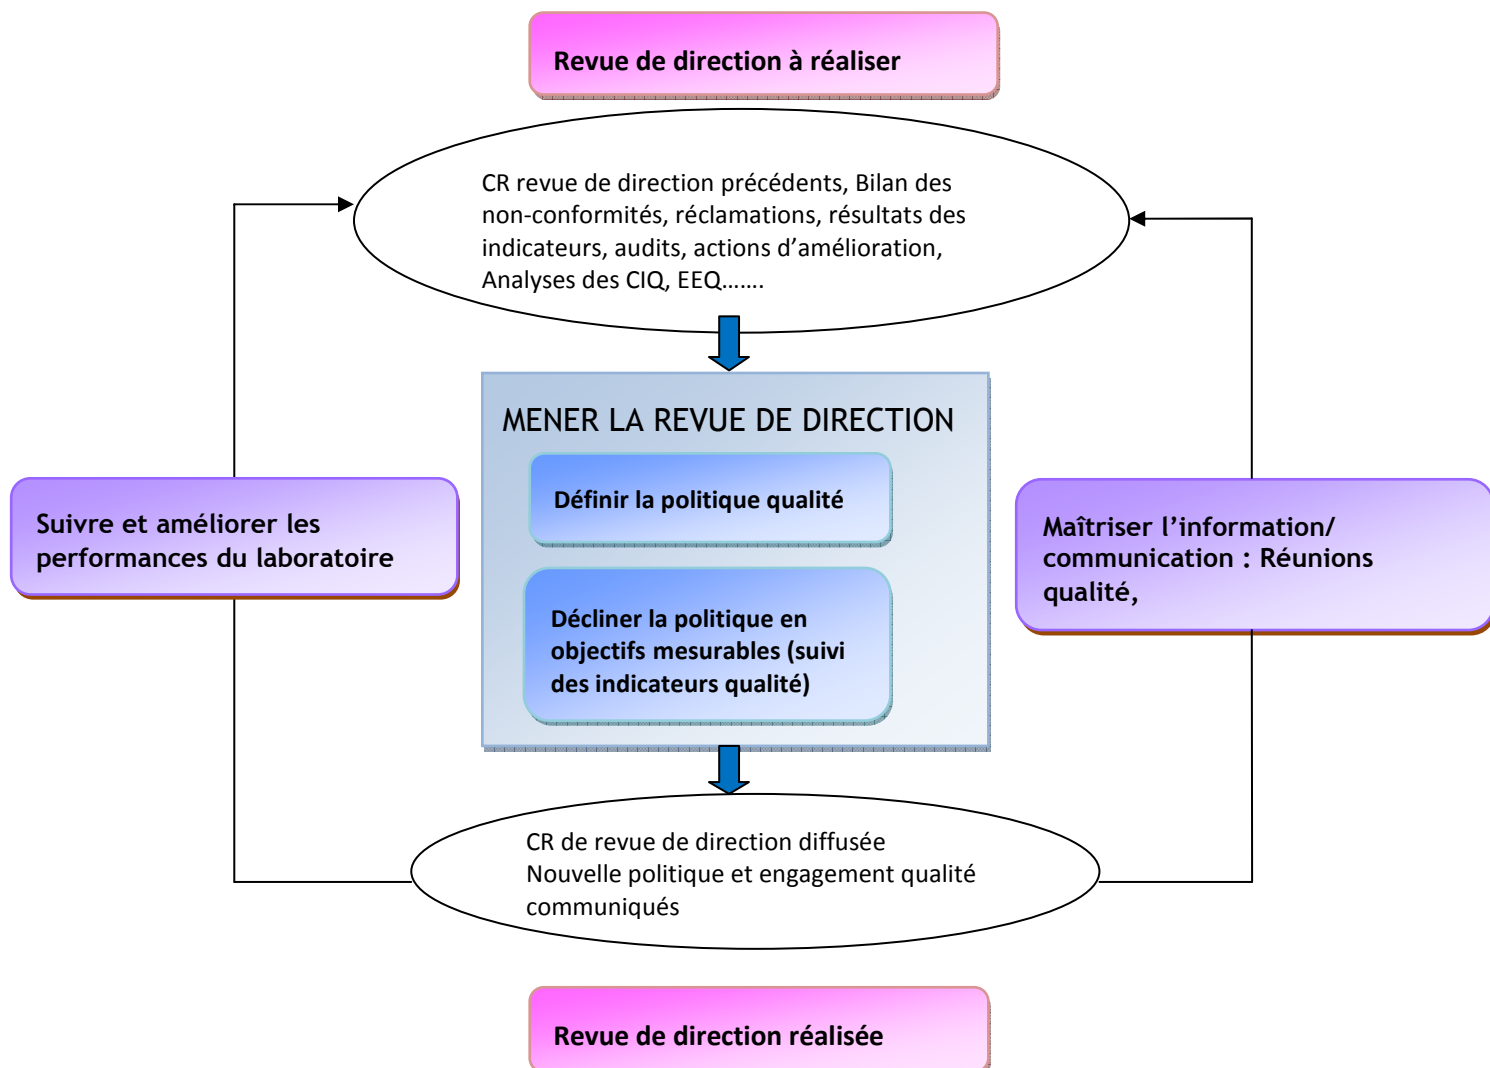 Revue de direction à réaliser
CR revue de direction précédents, Bilan des
non-conformités, réclamations, résultats des
indicateurs, audits, actions d’amélioration,
Analyses des CIQ, EEQ…….
MENER LA REVUE DE DIRECTION
Définir la politique qualité
Suivre et améliorer les
performances du laboratoire
Maîtriser l’information/
communication : Réunions
qualité,
Décliner la politique en
objectifs mesurables (suivi
des indicateurs qualité)
CR de revue de direction diffusée
Nouvelle politique et engagement qualité
communiqués
Revue de direction réalisée